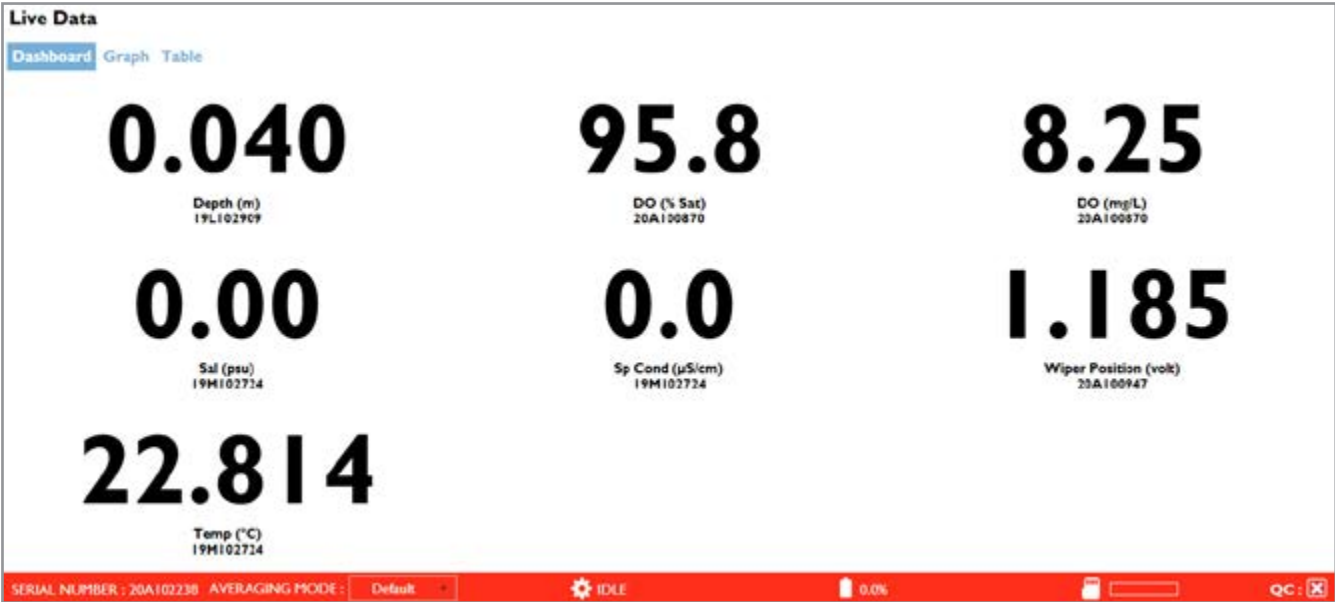 Live Data
Dashboard Graph Table
0.040 95.8 8.25
Depth (m) DO (% Sat) DO (mg/L)
19L102909 20A100870 20A100870
0.00 0.0 1.185
Sal (psu) Sp Cond (µS/cm) Wiper Position (volt)
19M102724 19M102724 20A100947
22.814
Temp (°C)
19M102724
SERIAL NUMBER : 20A102238 AVERAGING MODE : Default IDLE 0.0% QC :